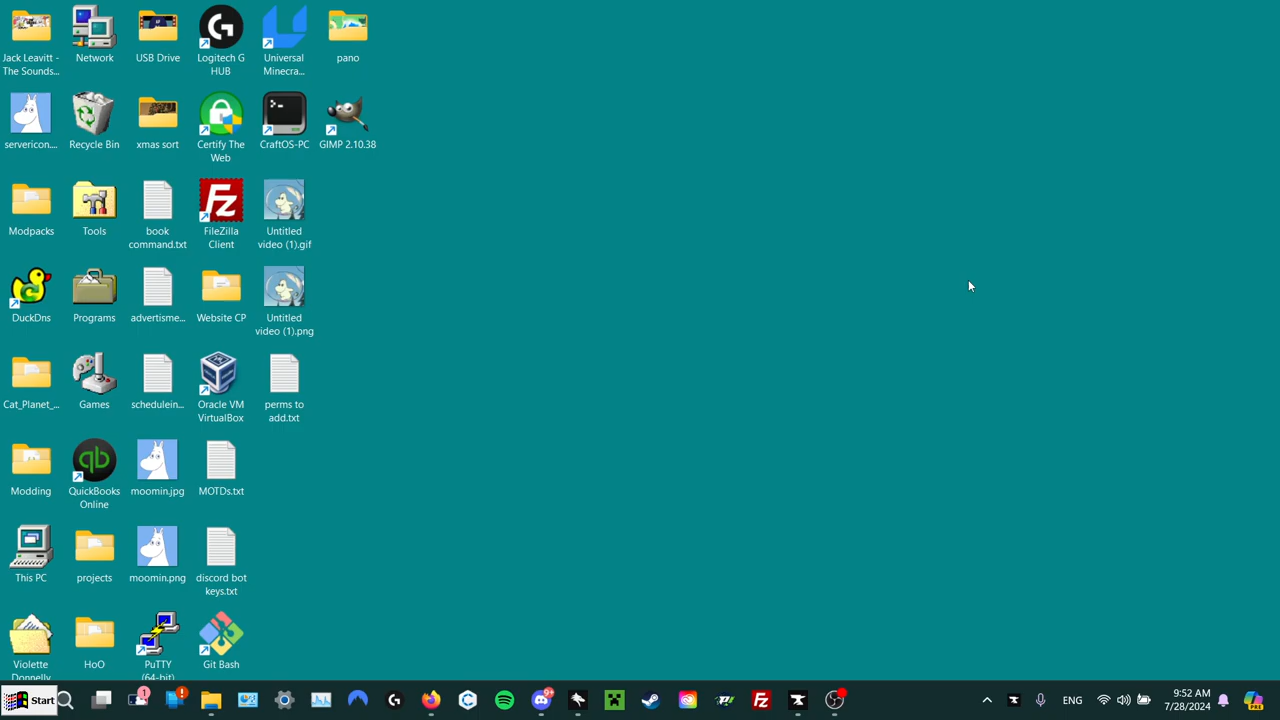 Jack Leavitt -
The Sounds...
Network
USB Drive
Logitech G
HUB
Universal
Minecra...
pano
servericon....
Recycle Bin
xmas sort
Certify The
Web
CraftOS-PC
GIMP 2.10.38
Modpacks
Tools
book
command.txt
FileZilla
Client
Untitled
video (1).gif
DuckDns
Programs
advertisme...
Website CP
Untitled
video (1).png
Cat_Planet_...
Games
schedulein...
Oracle VM
VirtualBox
perms to
add.txt
Modding
QuickBooks
Online
moomin.jpg
MOTDs.txt
This PC
projects
moomin.png
discord bot
keys.txt
Violette
Donnelly
HoO
PuTTY
(64-bit)
Git Bash
Start
ENG
9:52 AM
7/28/2024